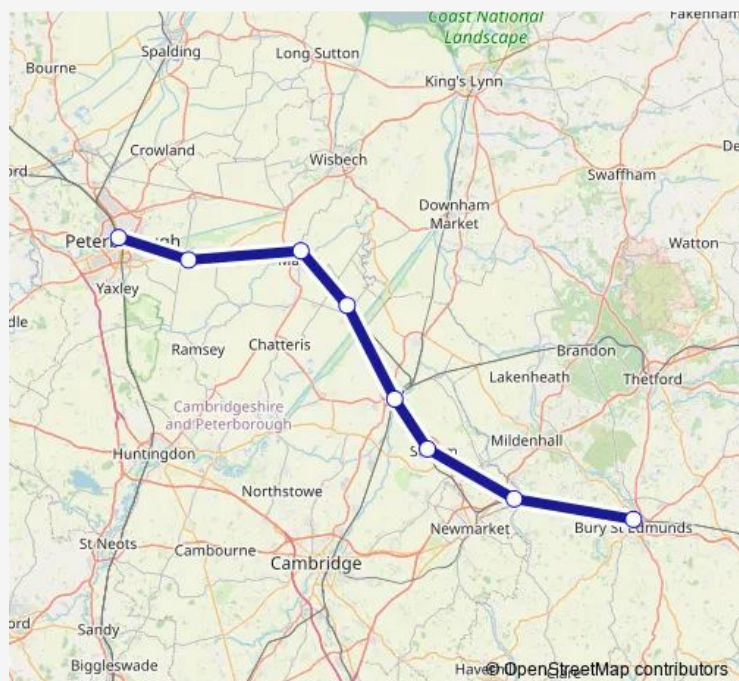 Coast National
Landscape
Fakenham
Spalding
Long Sutton
Bourne
King's Lynn
Crowland
Wisbech
Swaffham
Downham
Market
Watton
Yaxley
Ramsey
Chatteris
Brandon
Lakenheath
Thetford
Cambridgeshire
and Peterborough
Mildenhall
Huntingdon
Northstowe
Newmarket
Bury St Edmunds
St Neots
Cambourne
Cambridge
Sandy
Biggleswade
© OpenStreetMap contributors